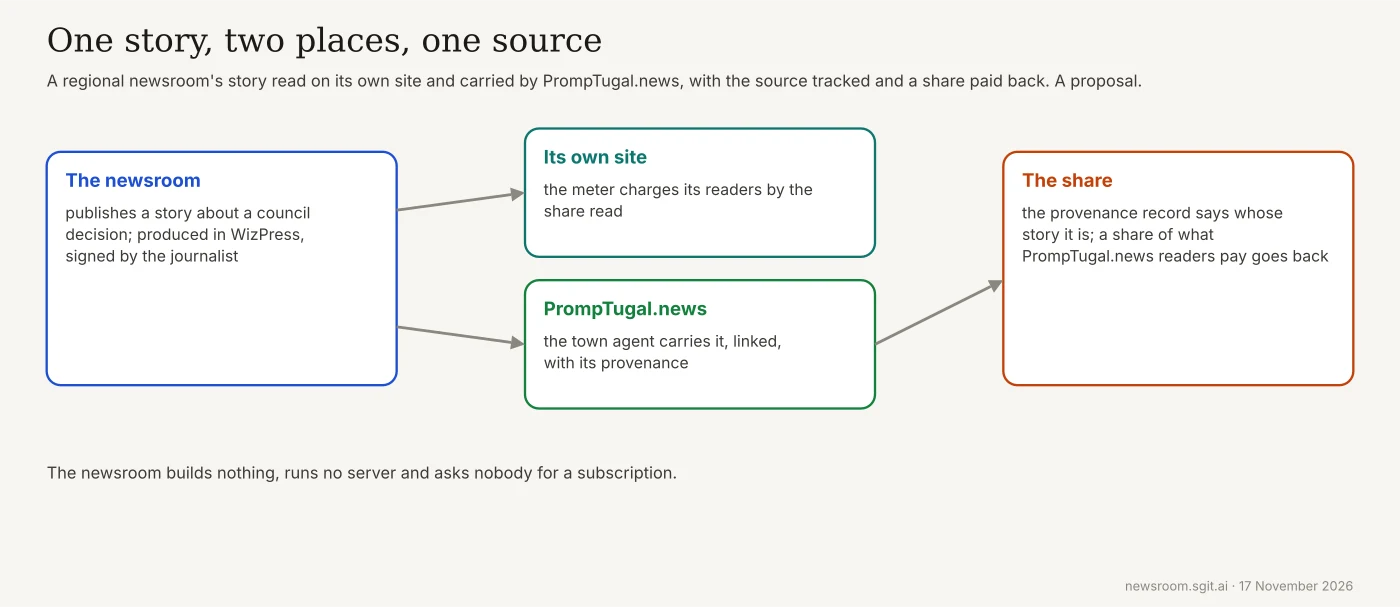 One story, two places, one source
A regional newsroom's story read on its own site and carried by PrompTugal.news, with the source tracked and a share paid back. A proposal.
The newsroom
publishes a story about a council
decision; produced in WizPress,
signed by the journalist
Its own site
the meter charges its readers by the
share read
PrompTugal.news
the town agent carries it, linked,
with its provenance
The share
the provenance record says whose
story it is; a share of what
PrompTugal.news readers pay goes back
The newsroom builds nothing, runs no server and asks nobody for a subscription.
newsroom.sgit.ai · 17 November 2026